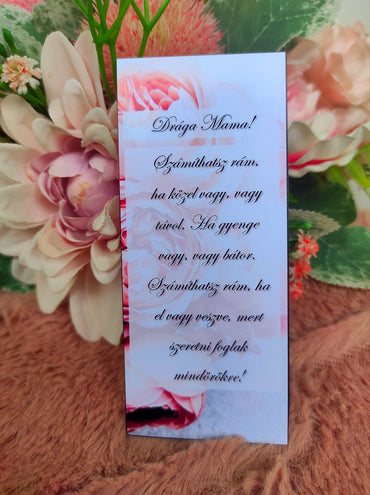 Drága Mama!
Számíthatsz rám,
ha közel vagy, vagy
távol. Ha gyenge
vagy, vagy bátor.
Számíthatsz rám, ha
el vagy veszve, mert
szeretni foglak
mindörökre!